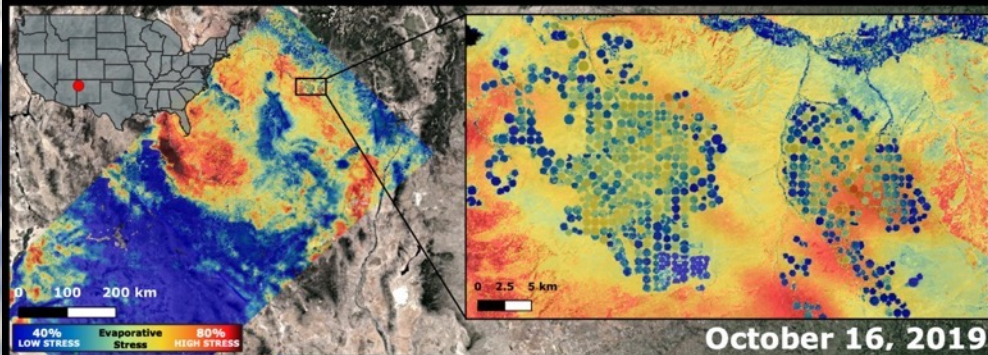 0 100 200 km
40% Evaporative 80%
LOW STRESS Stress HIGH STRESS
0 2.5 5 km
October 16, 2019